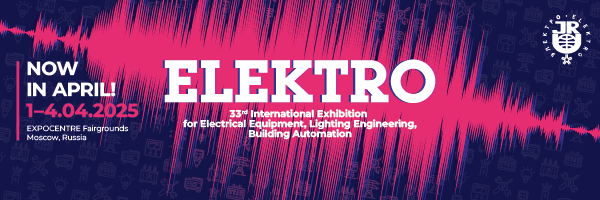 NOW
IN APRIL!
1–4.04.2025
EXPOCENTRE Fairgrounds
Moscow, Russia
ELEKTRO
33rd International Exhibition
for Electrical Equipment, Lighting Engineering,
Building Automation